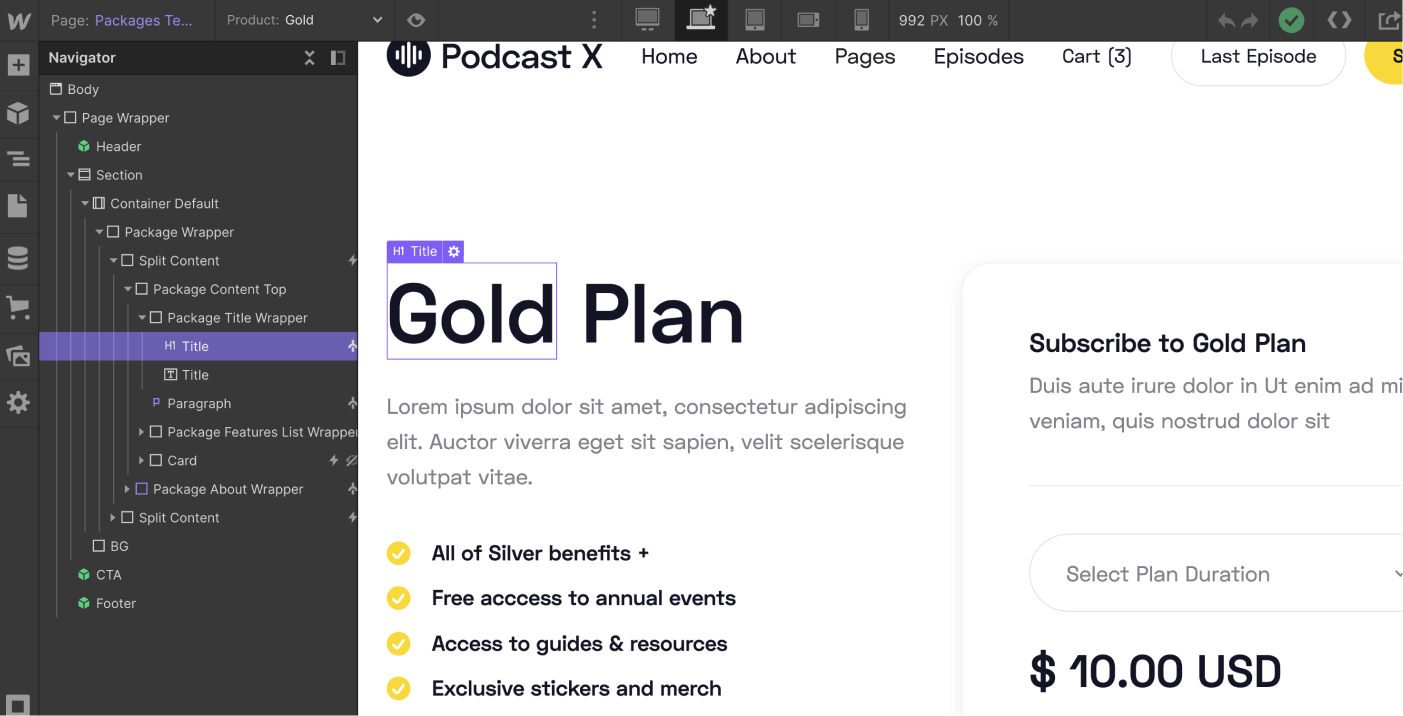 Page: Packages Te...
Product: Gold
992 PX 100 %
Navigator
Body
Page Wrapper
Header
Section
Container Default
Package Wrapper
Split Content
Package Content Top
Package Title Wrapper
H1 Title
Title
Paragraph
Package Features List Wrapper
Card
Package About Wrapper
Split Content
BG
CTA
Footer
Podcast X
Home
About
Pages
Episodes
Cart (3)
Last Episode
S
H1 Title
Gold Plan
Lorem ipsum dolor sit amet, consectetur adipiscing
elit. Auctor viverra eget sit sapien, velit scelerisque
volutpat vitae.
All of Silver benefits +
Free acccess to annual events
Access to guides & resources
Exclusive stickers and merch
Subscribe to Gold Plan
Duis aute irure dolor in Ut enim ad mi
veniam, quis nostrud dolor sit
Select Plan Duration
$ 10.00 USD